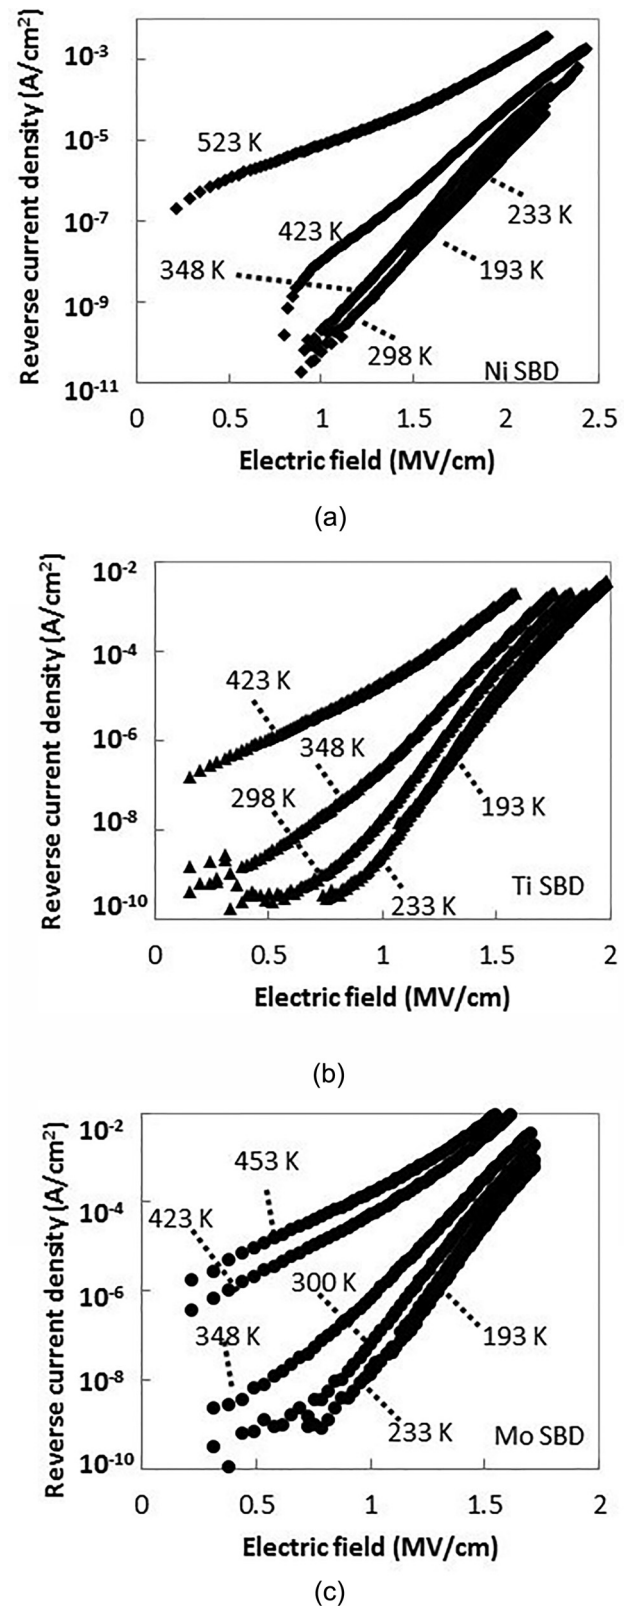 Reverse current density (A/cm²)
10⁻³
10⁻⁵
10⁻⁷
10⁻⁹
10⁻¹¹
523 K
423 K
348 K
233 K
193 K
298 K
Ni SBD
0 0.5 1 1.5 2 2.5
Electric field (MV/cm)
(a)
Reverse current density (A/cm²)
10⁻²
10⁻⁴
10⁻⁶
10⁻⁸
10⁻¹⁰
423 K
348 K
298 K
193 K
233 K
Ti SBD
0 0.5 1 1.5 2
Electric field (MV/cm)
(b)
Reverse current density (A/cm²)
10⁻²
10⁻⁴
10⁻⁶
10⁻⁸
10⁻¹⁰
453 K
423 K
300 K
348 K
193 K
233 K
Mo SBD
0 0.5 1 1.5 2
Electric field (MV/cm)
(c)